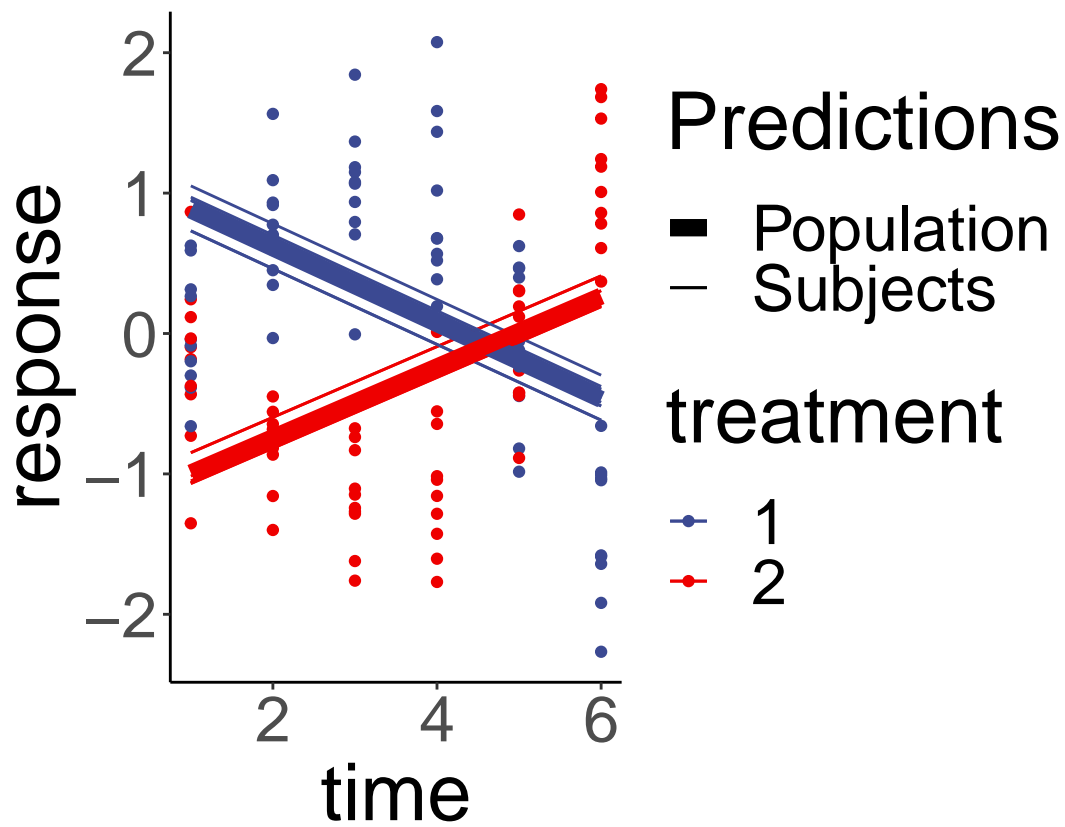 2
1
0
−1
−2
response
2
4
6
time
Predictions
Population
Subjects
treatment
1
2